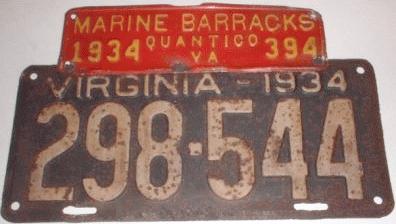 MARINE BARRACKS
1934 QUANTICO 394
VA
VIRGINIA - 1934
298-544